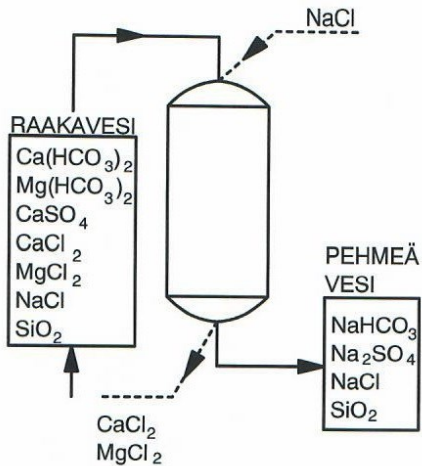 NaCl
RAAKAVESI
Ca(HCO₃)₂
Mg(HCO₃)₂
CaSO₄
CaCl₂
MgCl₂
NaCl
SiO₂
PEHMEÄ
VESI
NaHCO₃
Na₂SO₄
NaCl
SiO₂
CaCl₂
MgCl₂